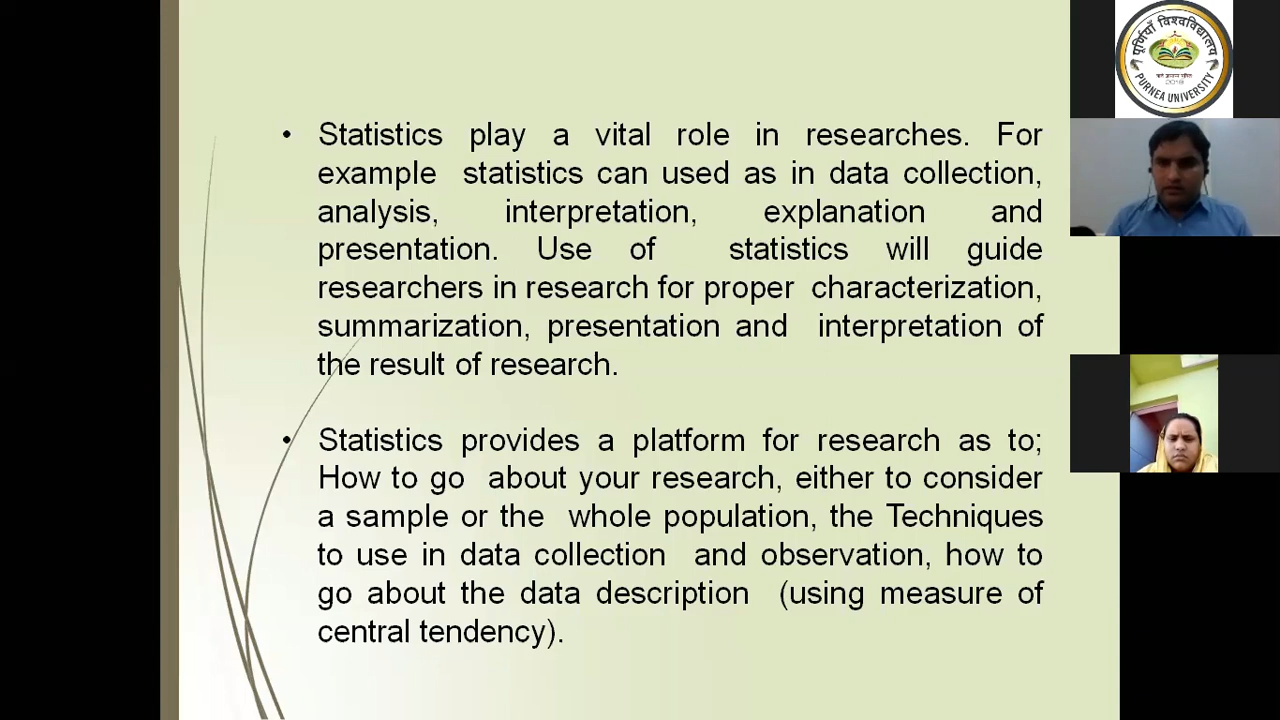 • Statistics play a vital role in researches. For
example statistics can used as in data collection,
analysis, interpretation, explanation and
presentation. Use of statistics will guide
researchers in research for proper characterization,
summarization, presentation and interpretation of
the result of research.
• Statistics provides a platform for research as to;
How to go about your research, either to consider
a sample or the whole population, the Techniques
to use in data collection and observation, how to
go about the data description (using measure of
central tendency).
पूर्णियाँ विश्वविद्यालय
PURNEA UNIVERSITY